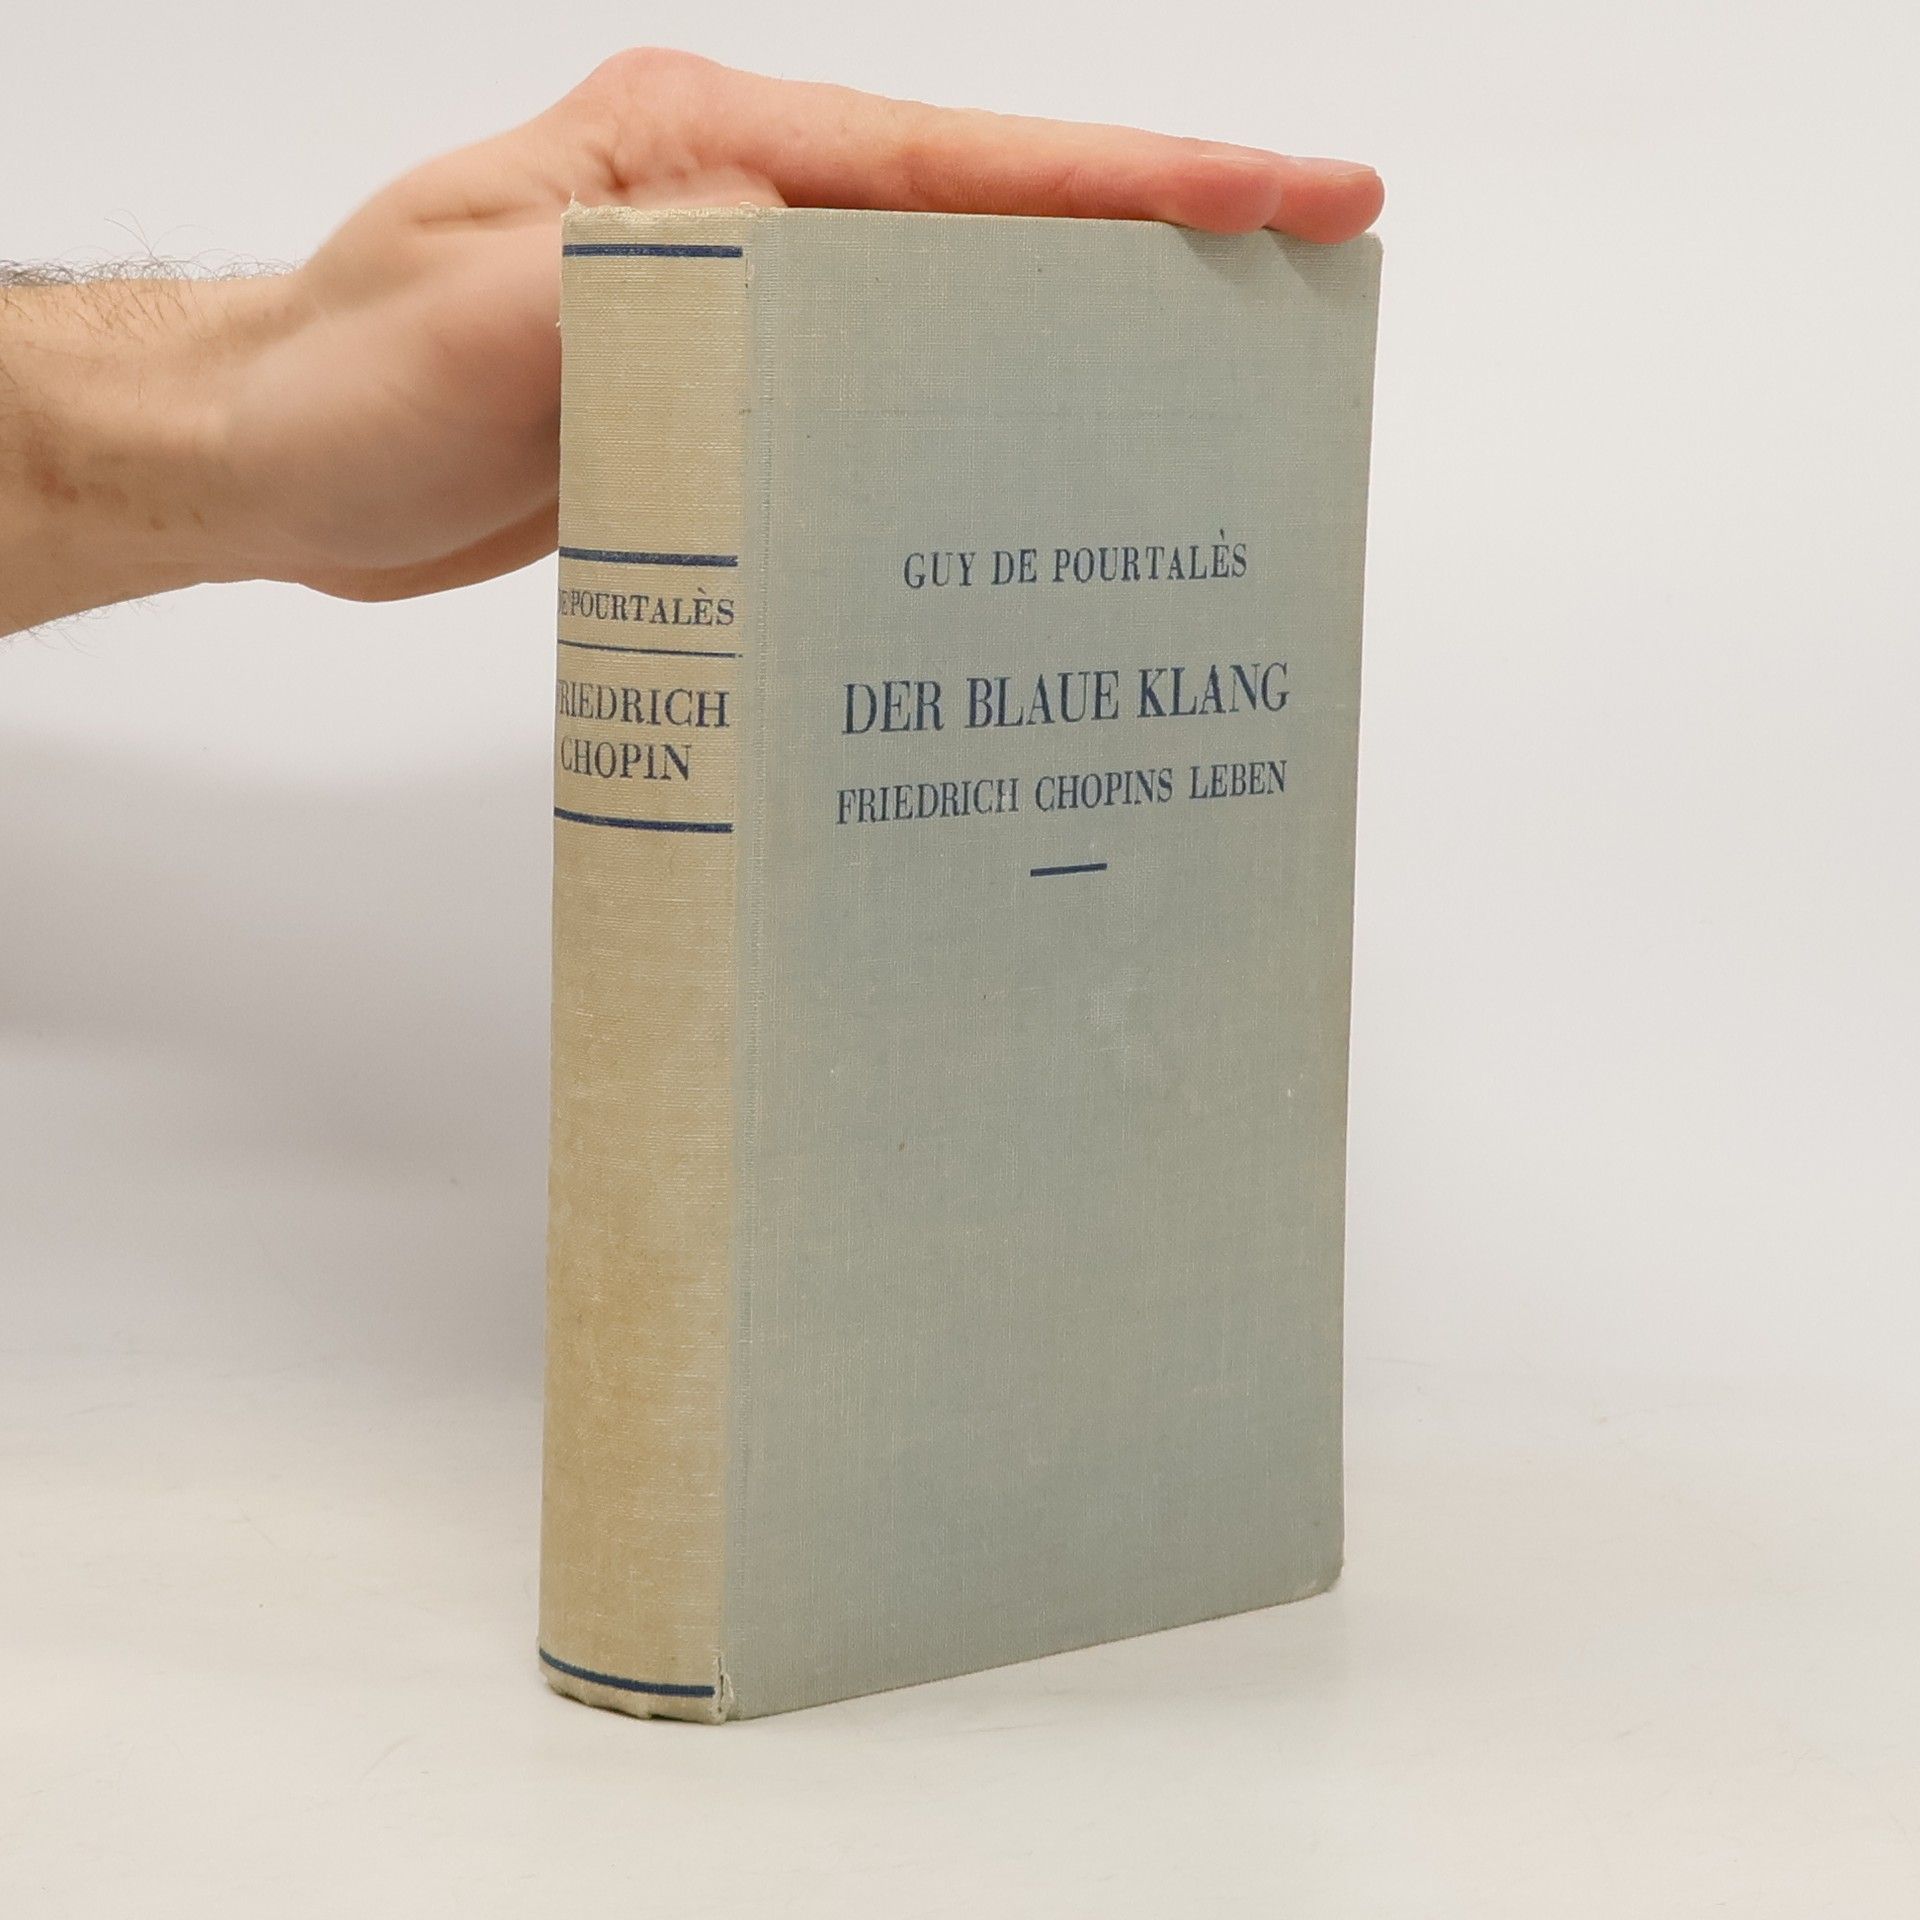 DE POURTALÈS
FRIEDRICH
CHOPIN
GUY DE POURTALÈS
DER BLAUE KLANG
FRIEDRICH CHOPINS LEBEN